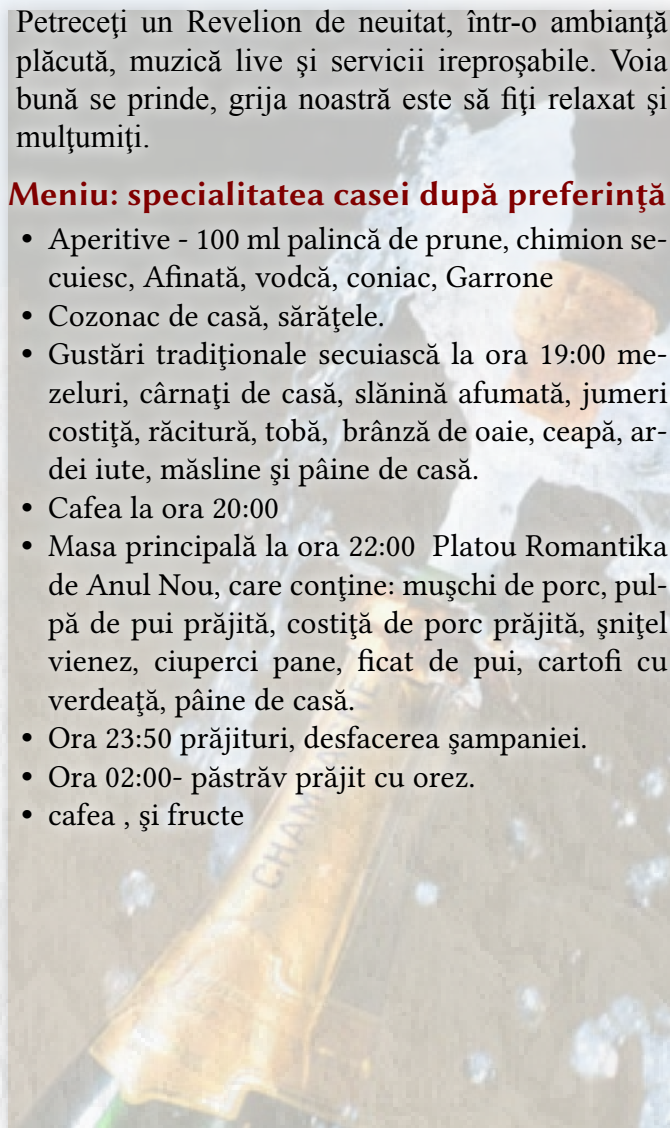 Petreceţi un Revelion de neuitat, într-o ambianţă
plăcută, muzică live şi servicii ireproşabile. Voia
bună se prinde, grija noastră este să fiţi relaxat şi
mulţumiţi.
Meniu: specialitatea casei după preferinţă
• Aperitive - 100 ml palincă de prune, chimion se-
cuiesc, Afinată, vodcă, coniac, Garrone
• Cozonac de casă, sărăţele.
• Gustări tradiţionale secuiască la ora 19:00 me-
zeluri, cârnaţi de casă, slănină afumată, jumeri
costiţă, răcitură, tobă, brânză de oaie, ceapă, ar-
dei iute, măsline şi pâine de casă.
• Cafea la ora 20:00
• Masa principală la ora 22:00 Platou Romantika
de Anul Nou, care conţine: muşchi de porc, pul-
pă de pui prăjită, costiţă de porc prăjită, şniţel
vienez, ciuperci pane, ficat de pui, cartofi cu
verdeaţă, pâine de casă.
• Ora 23:50 prăjituri, desfacerea şampaniei.
• Ora 02:00- păstrăv prăjit cu orez.
• cafea , şi fructe
CHAMPAGNE